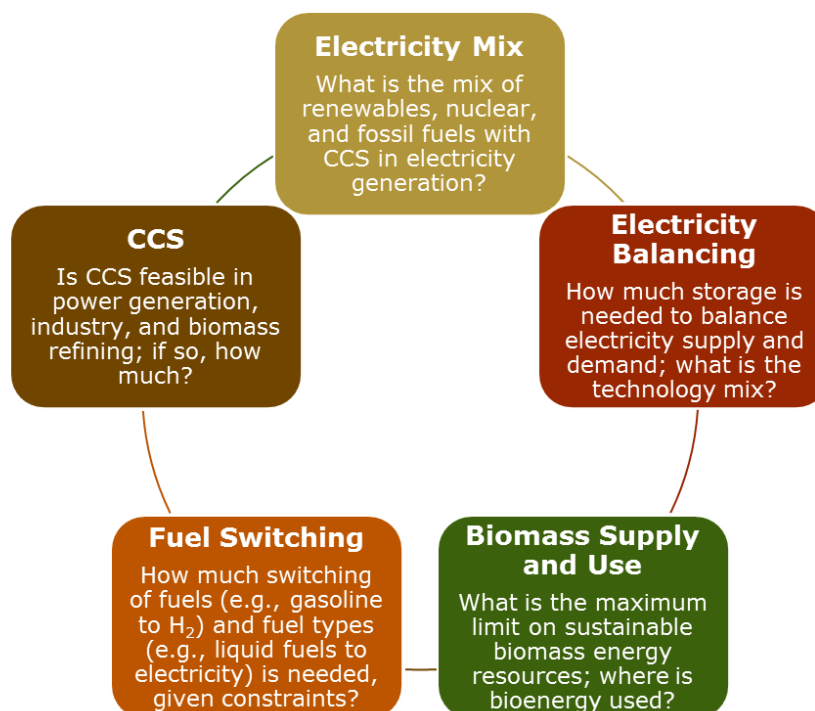 Electricity Mix
What is the mix of
renewables, nuclear,
and fossil fuels with
CCS in electricity
generation?
Electricity
Balancing
How much storage is
needed to balance
electricity supply and
demand; what is the
technology mix?
Biomass Supply
and Use
What is the maximum
limit on sustainable
biomass energy
resources; where is
bioenergy used?
Fuel Switching
How much switching
of fuels (e.g., gasoline
to H₂) and fuel types
(e.g., liquid fuels to
electricity) is needed,
given constraints?
CCS
Is CCS feasible in
power generation,
industry, and biomass
refining; if so, how
much?